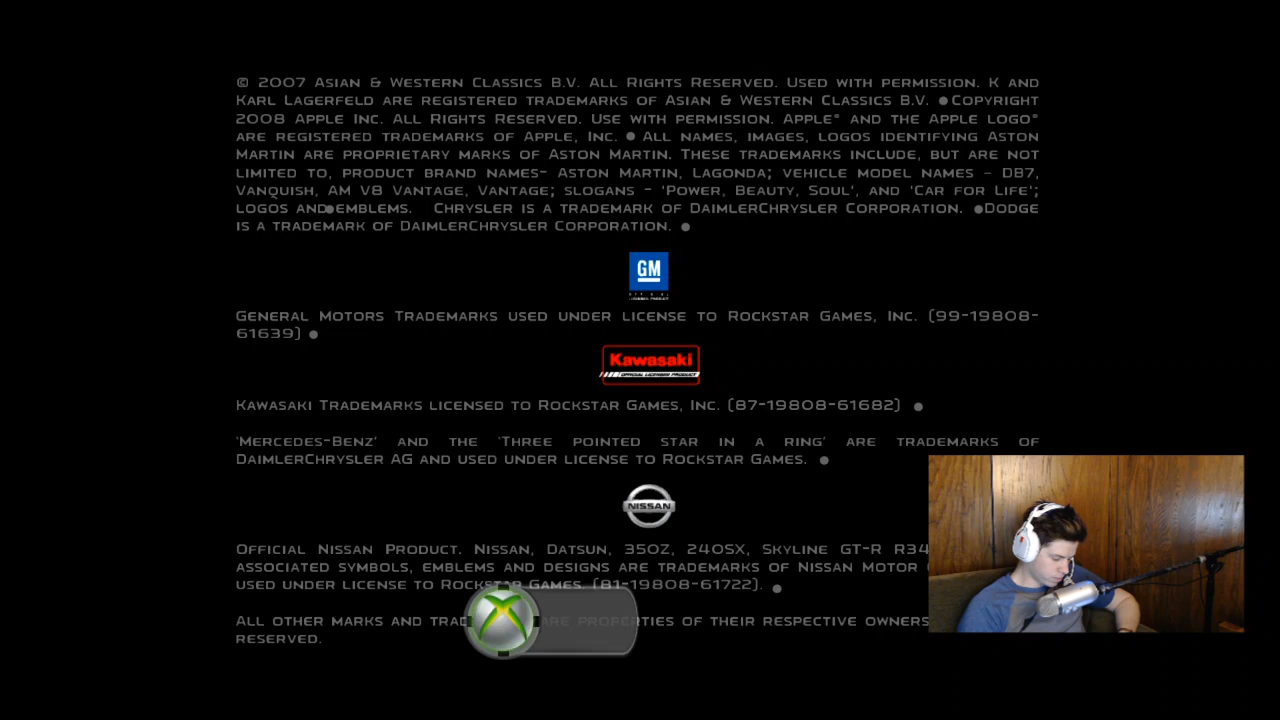 © 2007 Asian & Western Classics B.V. All Rights Reserved. Used with permission. K and
Karl Lagerfeld are registered trademarks of Asian & Western Classics B.V. ●Copyright
2008 Apple Inc. All Rights Reserved. Use with permission. Apple® and the Apple logo®
are registered trademarks of Apple, Inc. ● All names, images, logos identifying Aston
Martin are proprietary marks of Aston Martin. These trademarks include, but are not
limited to, product brand names- Aston Martin, Lagonda; vehicle model names – DB7,
Vanquish, AM V8 Vantage, Vantage; slogans – 'Power, Beauty, Soul', and 'Car for Life';
logos and●emblems. Chrysler is a trademark of DaimlerChrysler Corporation. ●Dodge
is a trademark of DaimlerChrysler Corporation. ●
GM
General Motors Trademarks used under license to Rockstar Games, Inc. (99-19808-
61639) ●
Kawasaki
OFFICIAL LICENSED PRODUCT
Kawasaki Trademarks licensed to Rockstar Games, Inc. (87-19808-61682) ●
'Mercedes-Benz' and the 'Three pointed star in a ring' are trademarks of
DaimlerChrysler AG and used under license to Rockstar Games. ●
NISSAN
Official Nissan Product. Nissan, Datsun, 350Z, 240SX, Skyline GT-R R34
associated symbols, emblems and designs are trademarks of Nissan Motor
used under license to Rockstar Games. (81-19808-61722). ●
All other marks and are properties of their respective owners
reserved.